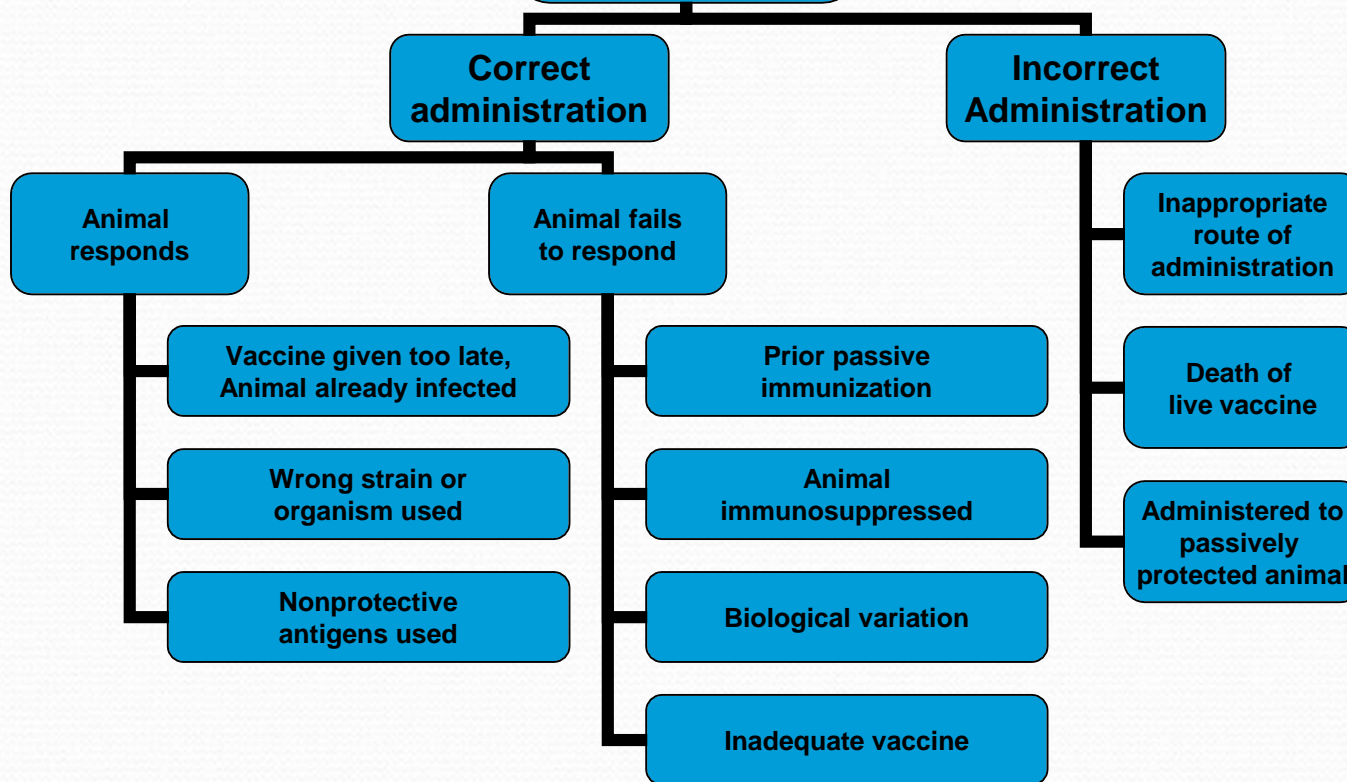 Correct
administration
Incorrect
Administration
Animal
responds
Animal fails
to respond
Inappropriate
route of
administration
Vaccine given too late,
Animal already infected
Prior passive
immunization
Death of
live vaccine
Wrong strain or
organism used
Animal
immunosuppressed
Administered to
passively
protected animal
Nonprotective
antigens used
Biological variation
Inadequate vaccine